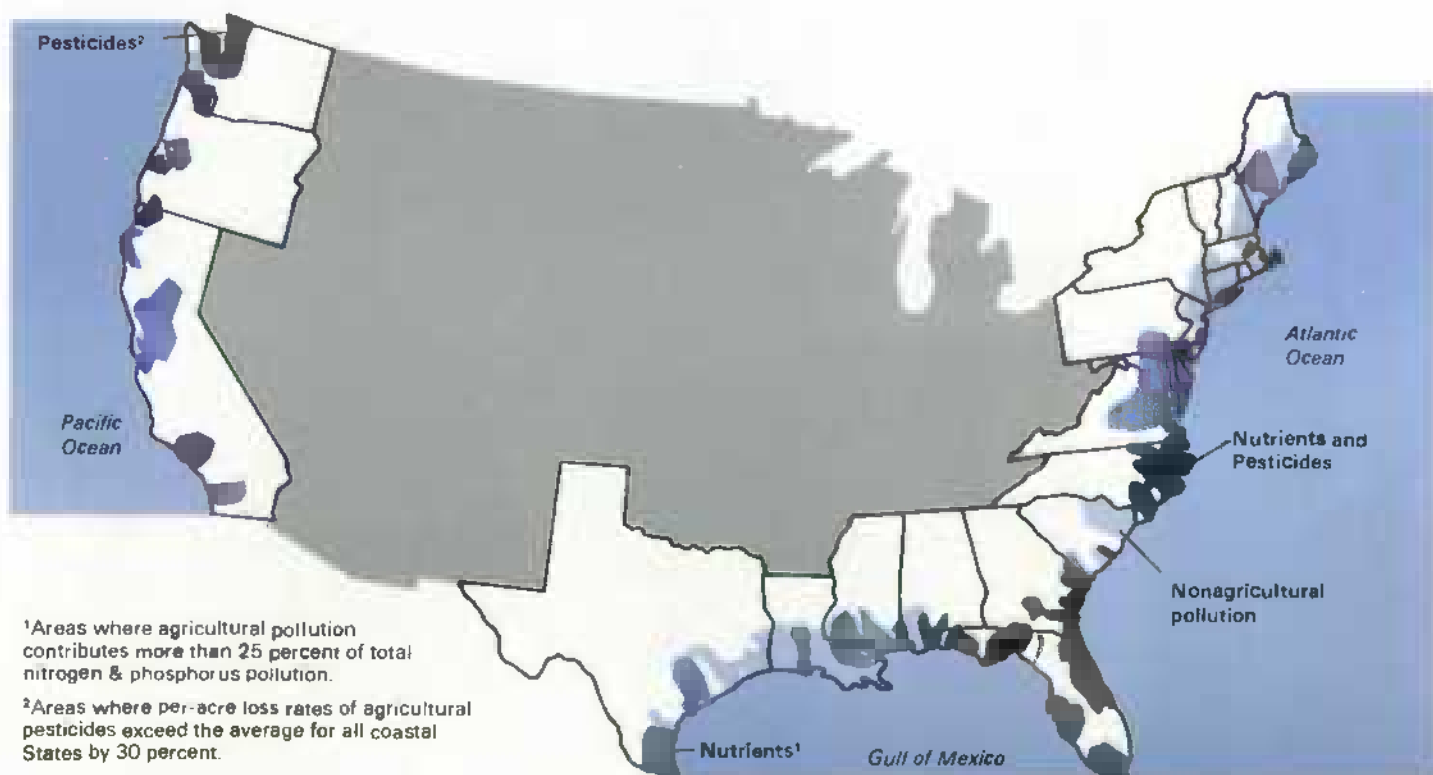 Pesticides²
Pacific
Ocean
Atlantic
Ocean
Nutrients and
Pesticides
Nonagricultural
pollution
¹Areas where agricultural pollution
contributes more than 25 percent of total
nitrogen & phosphorus pollution.
²Areas where per-acre loss rates of agricultural
pesticides exceed the average for all coastal
States by 30 percent.
Nutrients¹
Gulf of Mexico